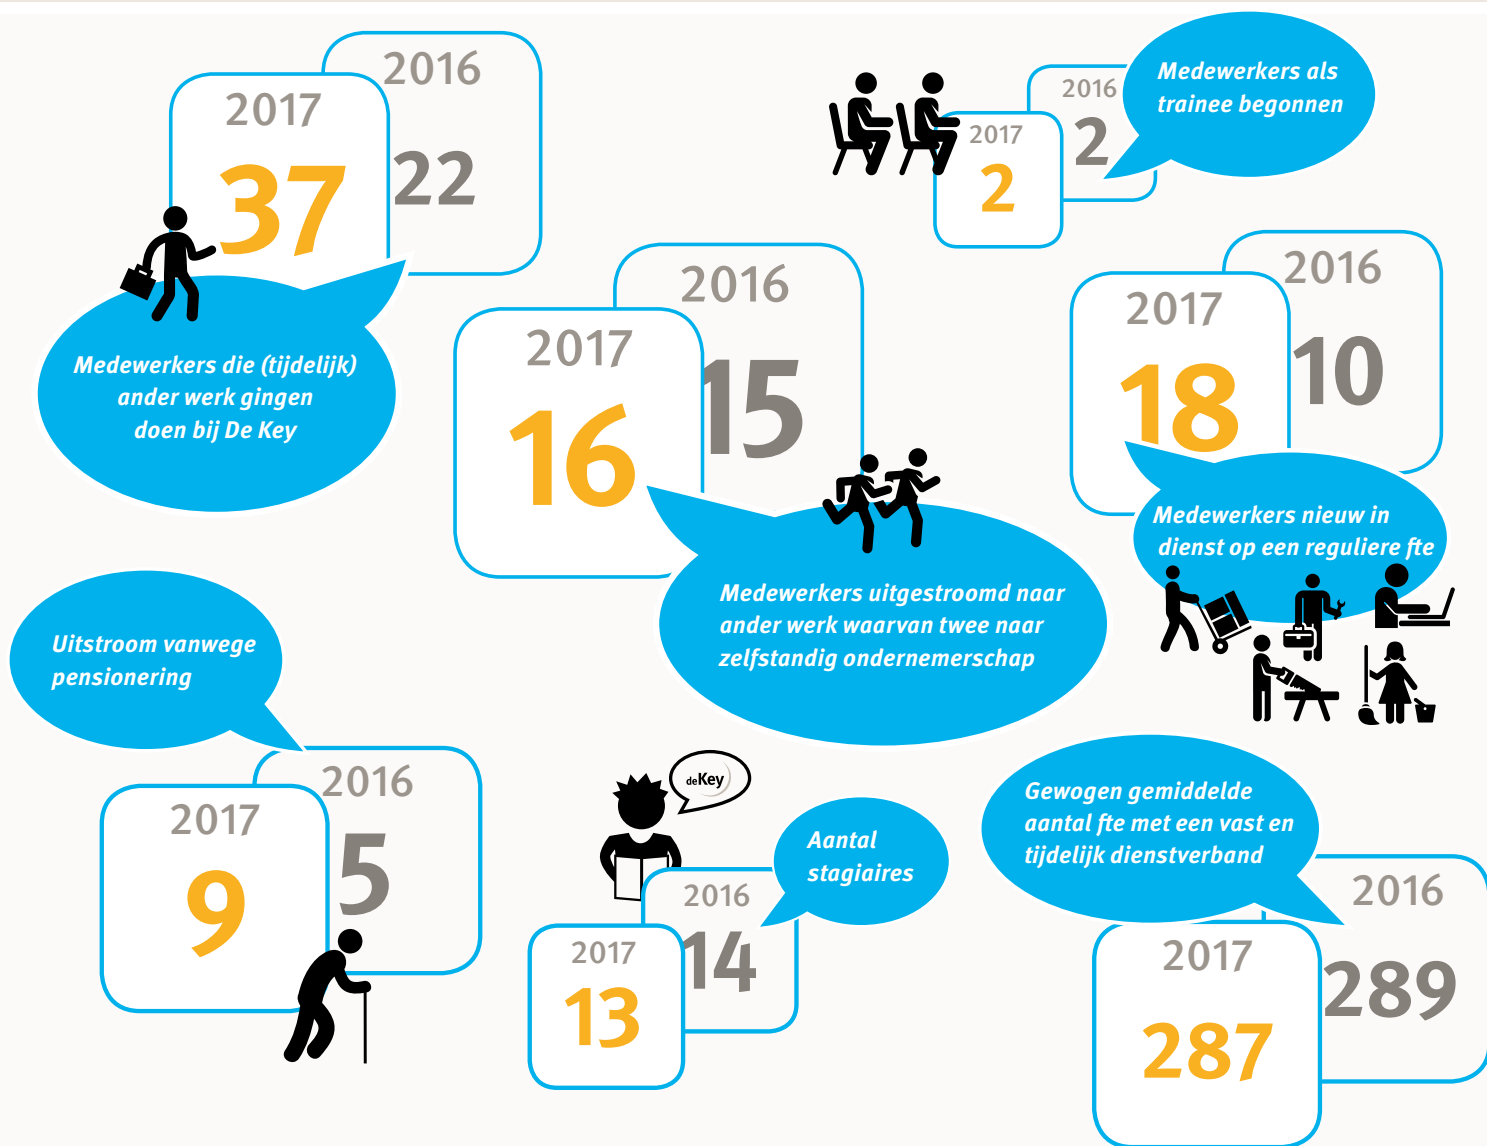 2016
2017
22
37
Medewerkers die (tijdelijk)
ander werk gingen
doen bij De Key
Medewerkers als
trainee begonnen
2016
2
2017
2
2016
2017
15
16
Medewerkers uitgestroomd naar
ander werk waarvan twee naar
zelfstandig ondernemerschap
2016
2017
10
18
Medewerkers nieuw in
dienst op een reguliere fte
Uitstroom vanwege
pensionering
2016
2017
5
9
deKey
Aantal
stagiaires
2016
14
2017
13
Gewogen gemiddelde
aantal fte met een vast en
tijdelijk dienstverband
2016
2017
289
287